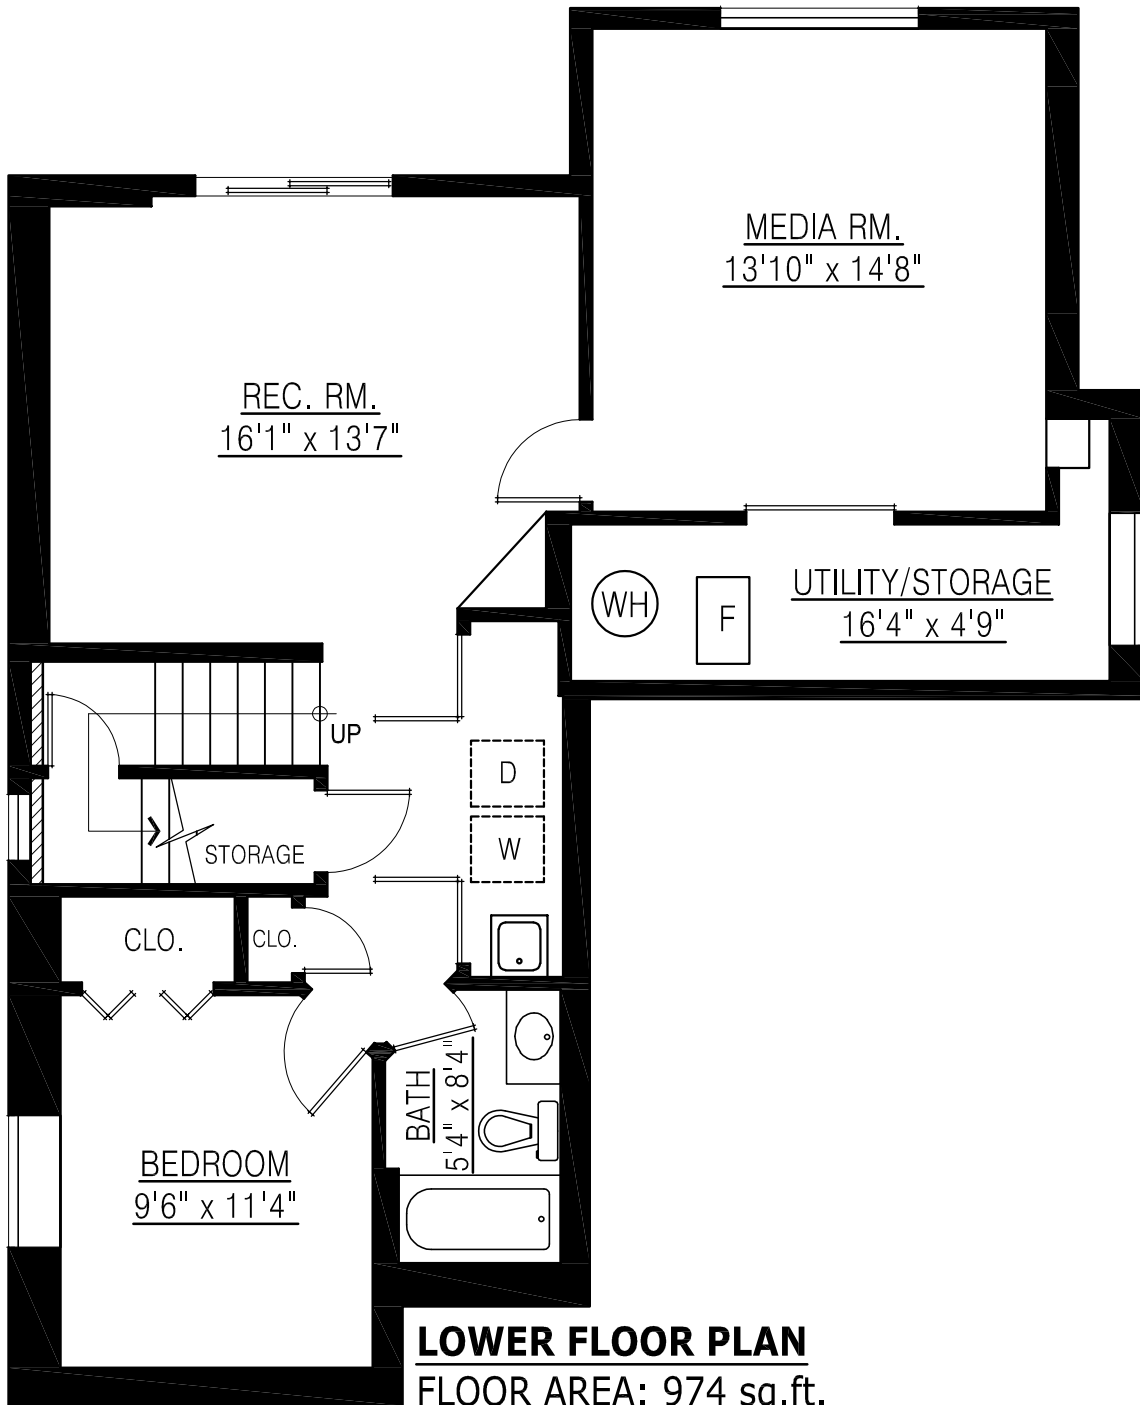 MEDIA RM.
13'10" x 14'8"
REC. RM.
16'1" x 13'7"
UTILITY/STORAGE
16'4" x 4'9"
WH
F
UP
D
W
STORAGE
CLO.
CLO.
BATH
5'4" x 8'4"
BEDROOM
9'6" x 11'4"
LOWER FLOOR PLAN
FLOOR AREA: 974 sq.ft.